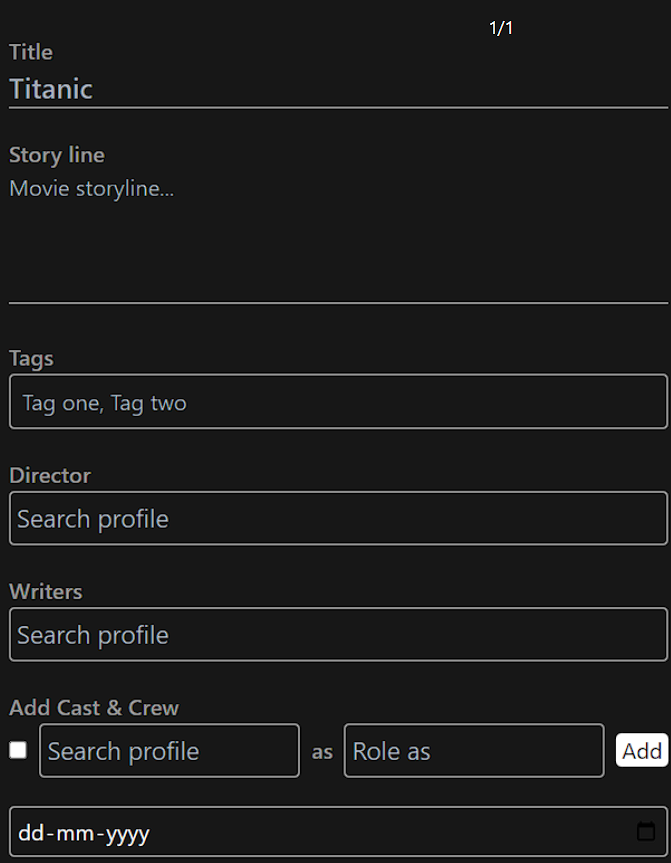 1/1
Title
Titanic
Story line
Movie storyline...
Tags
Tag one, Tag two
Director
Search profile
Writers
Search profile
Add Cast & Crew
Search profile as Role as Add
dd-mm-yyyy